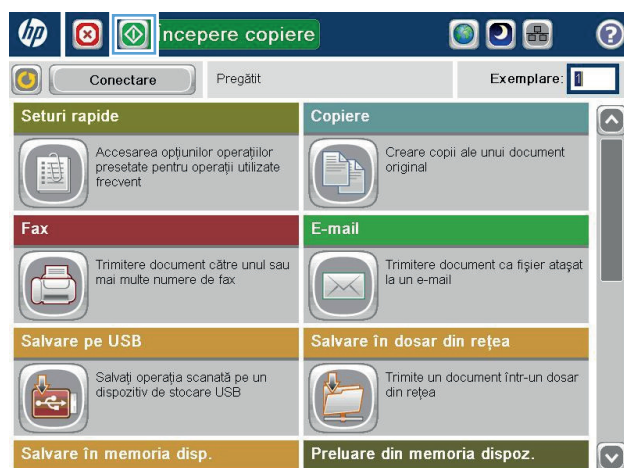 hp
Începere copiere
?
Conectare
Pregătit
Exemplare: 1
Seturi rapide
Accesarea opțiunilor operațiilor
presetate pentru operații utilizate
frecvent
Copiere
Creare copii ale unui document
original
Fax
Trimitere document către unul sau
mai multe numere de fax
E-mail
Trimitere document ca fișier atașat
la un e-mail
Salvare pe USB
Salvați operația scanată pe un
dispozitiv de stocare USB
Salvare în dosar din rețea
Trimite un document într-un dosar
din rețea
Salvare în memoria disp.
Preluare din memoria dispoz.